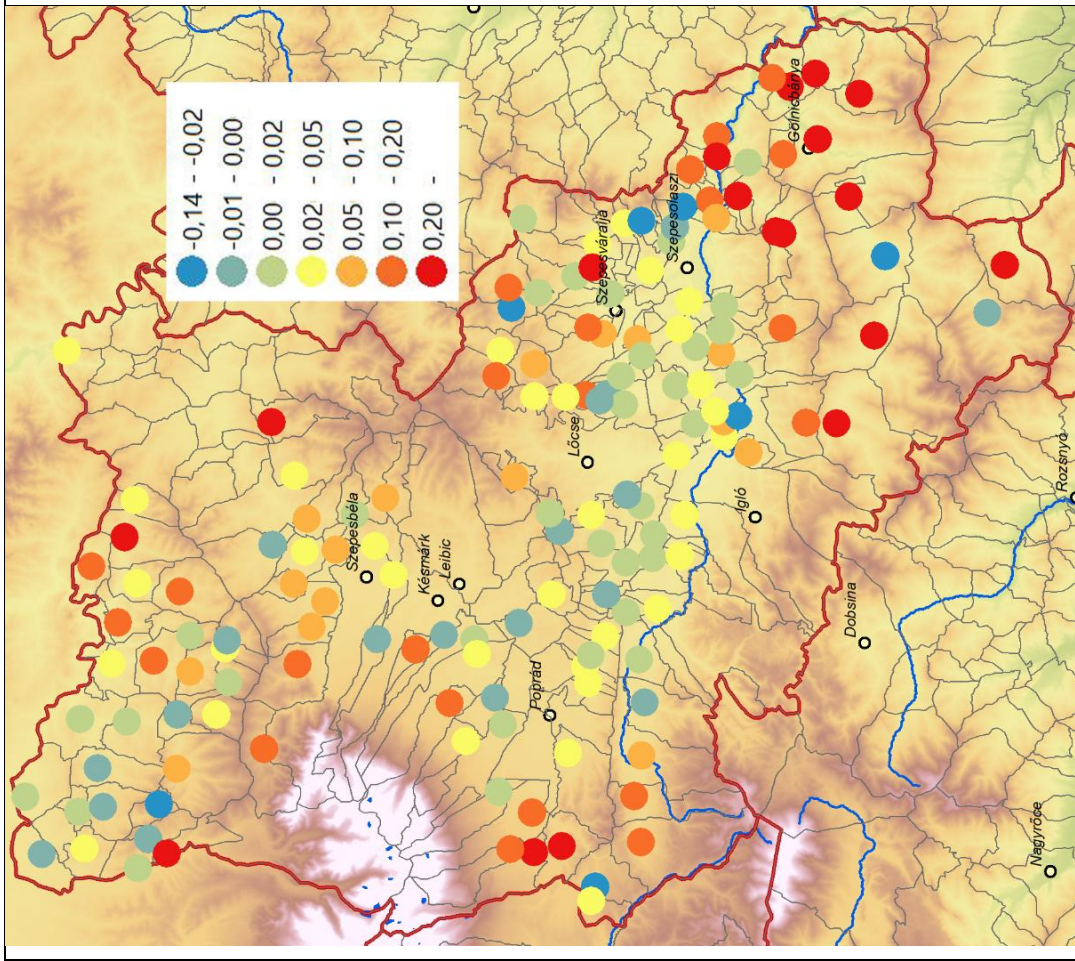 -0,14 - -0,02
-0,01 - 0,00
0,00 - 0,02
0,02 - 0,05
0,05 - 0,10
0,10 - 0,20
0,20 -
Szepesbéla
Késmárk
Leibic
Poprád
Lőcse
Szepesváralja
Szepesolaszi
Gölnicbánya
Igló
Dobsina
Rozsnyo
Nagyrőce